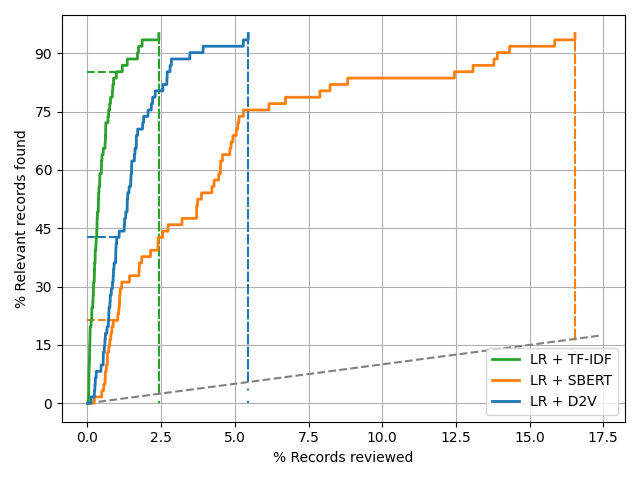 % Relevant records found
90
75
60
45
30
15
0
0.0 2.5 5.0 7.5 10.0 12.5 15.0 17.5
% Records reviewed
LR + TF-IDF
LR + SBERT
LR + D2V